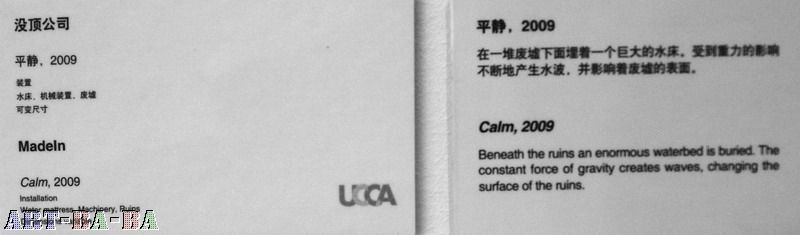 没顶公司
平静，2009
装置
水床、机械装置、废墟
可变尺寸
MadeIn
Calm, 2009
Installation
Water mattress, Machinery, Ruins
UCCA
ART-BA-BA
平静，2009
在一堆废墟下面埋着一个巨大的水床，受到重力的影响
不断地产生水波，并影响着废墟的表面。
Calm, 2009
Beneath the ruins an enormous waterbed is buried. The
constant force of gravity creates waves, changing the
surface of the ruins.